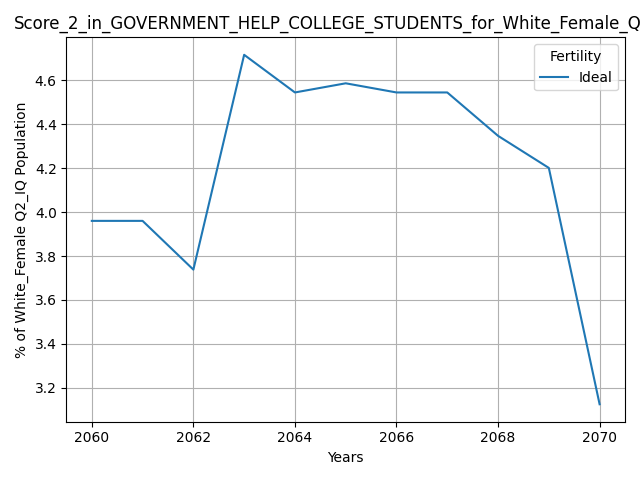 Score_2_in_GOVERNMENT_HELP_COLLEGE_STUDENTS_for_White_Female_Q
Fertility
Ideal
% of White_Female Q2_IQ Population
4.6
4.4
4.2
4.0
3.8
3.6
3.4
3.2
2060 2062 2064 2066 2068 2070
Years